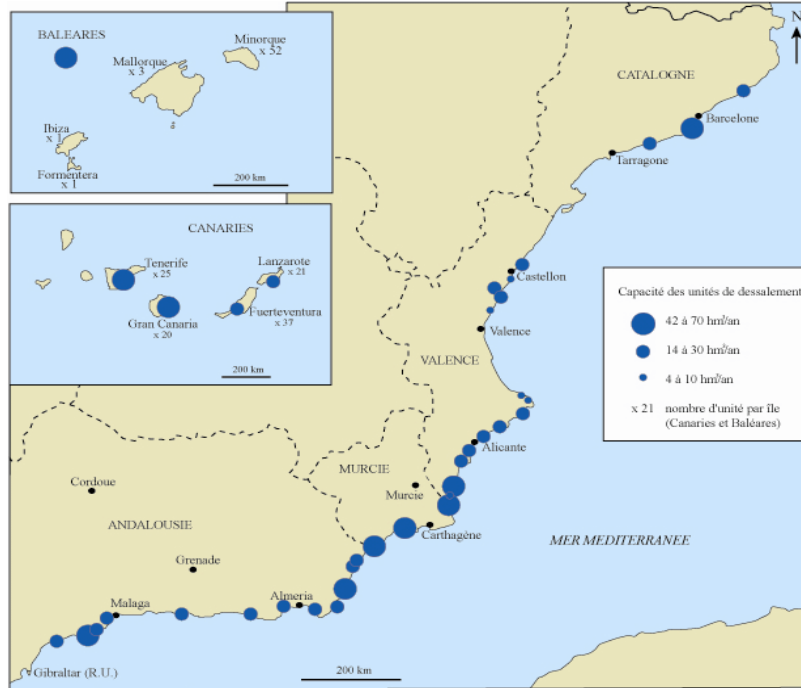 BALEARES
Minorque
x 52
Mallorque
x 3
Ibiza
x 1
Formentera
x 1
200 km
CANARIES
Tenerife
x 25
Lanzarote
x 21
Gran Canaria
x 20
Fuerteventura
x 37
200 km
N
CATALOGNE
Barcelone
Tarragone
Castellon
Valence
VALENCE
Alicante
MURCIE
Murcie
Carthagène
Cordoue
ANDALOUSIE
Grenade
Almeria
Malaga
Gibraltar (R.U.)
MER MEDITERRANEE
200 km
Capacité des unités de dessalement
42 à 70 hm³/an
14 à 30 hm³/an
4 à 10 hm³/an
x 21 nombre d'unité par île
(Canaries et Baléares)